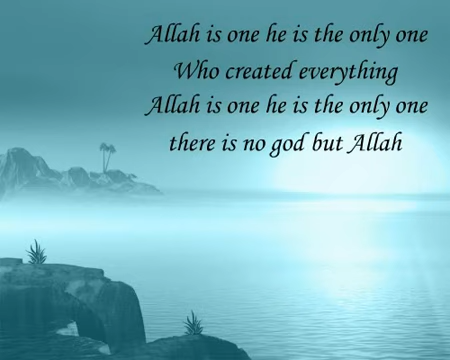 Allah is one he is the only one
Who created everything
Allah is one he is the only one
there is no god but Allah